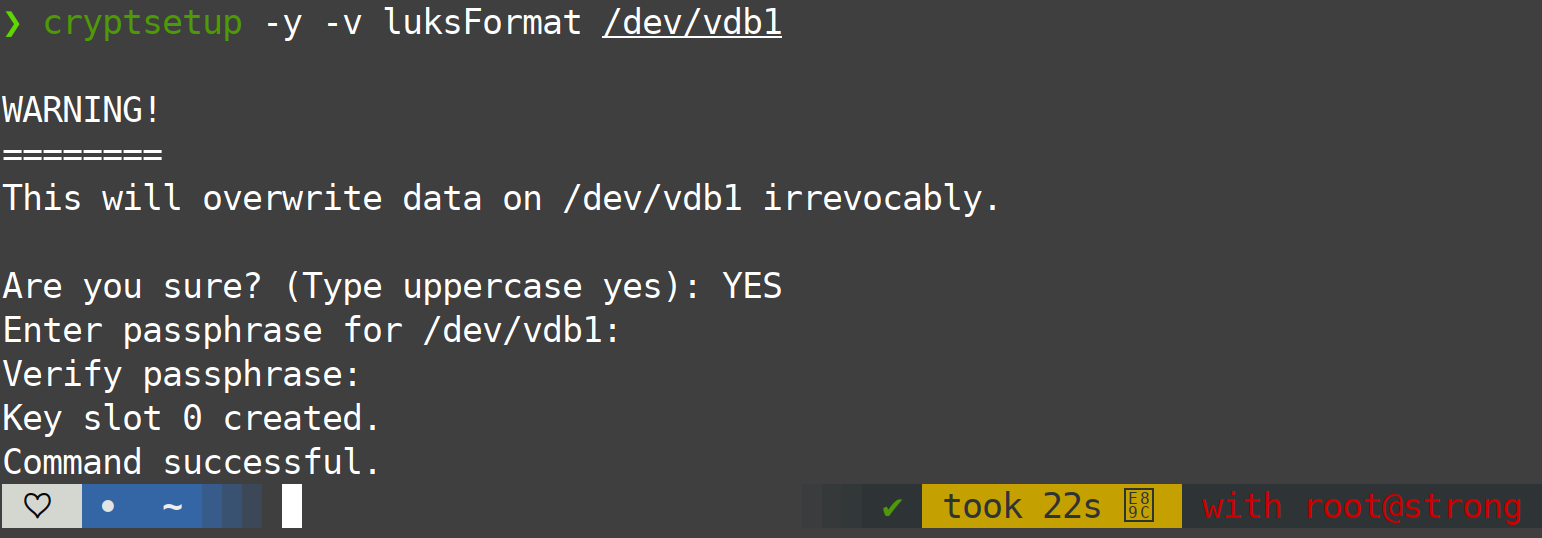 ❯ cryptsetup -y -v luksFormat /dev/vdb1
WARNING!
========
This will overwrite data on /dev/vdb1 irrevocably.
Are you sure? (Type uppercase yes): YES
Enter passphrase for /dev/vdb1:
Verify passphrase:
Key slot 0 created.
Command successful.
♡ • ~ ✔ took 22s with root@strong